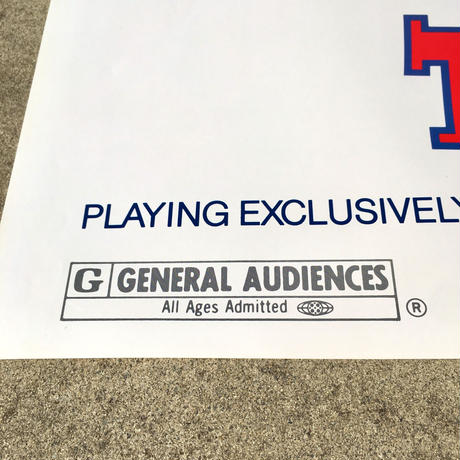 T
PLAYING EXCLUSIVELY
G GENERAL AUDIENCES
All Ages Admitted
®